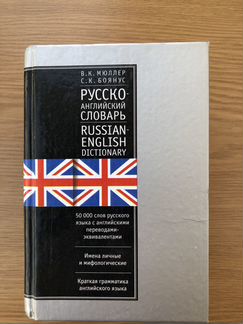 В.К. МЮЛЛЕР
С.К. БОЯНУС
РУССКО-
АНГЛИЙСКИЙ
СЛОВАРЬ
RUSSIAN-
ENGLISH
DICTIONARY
50 000 слов русского
языка с английскими
переводами-
эквивалентами
Имена личные
и мифологические
Краткая грамматика
английского языка